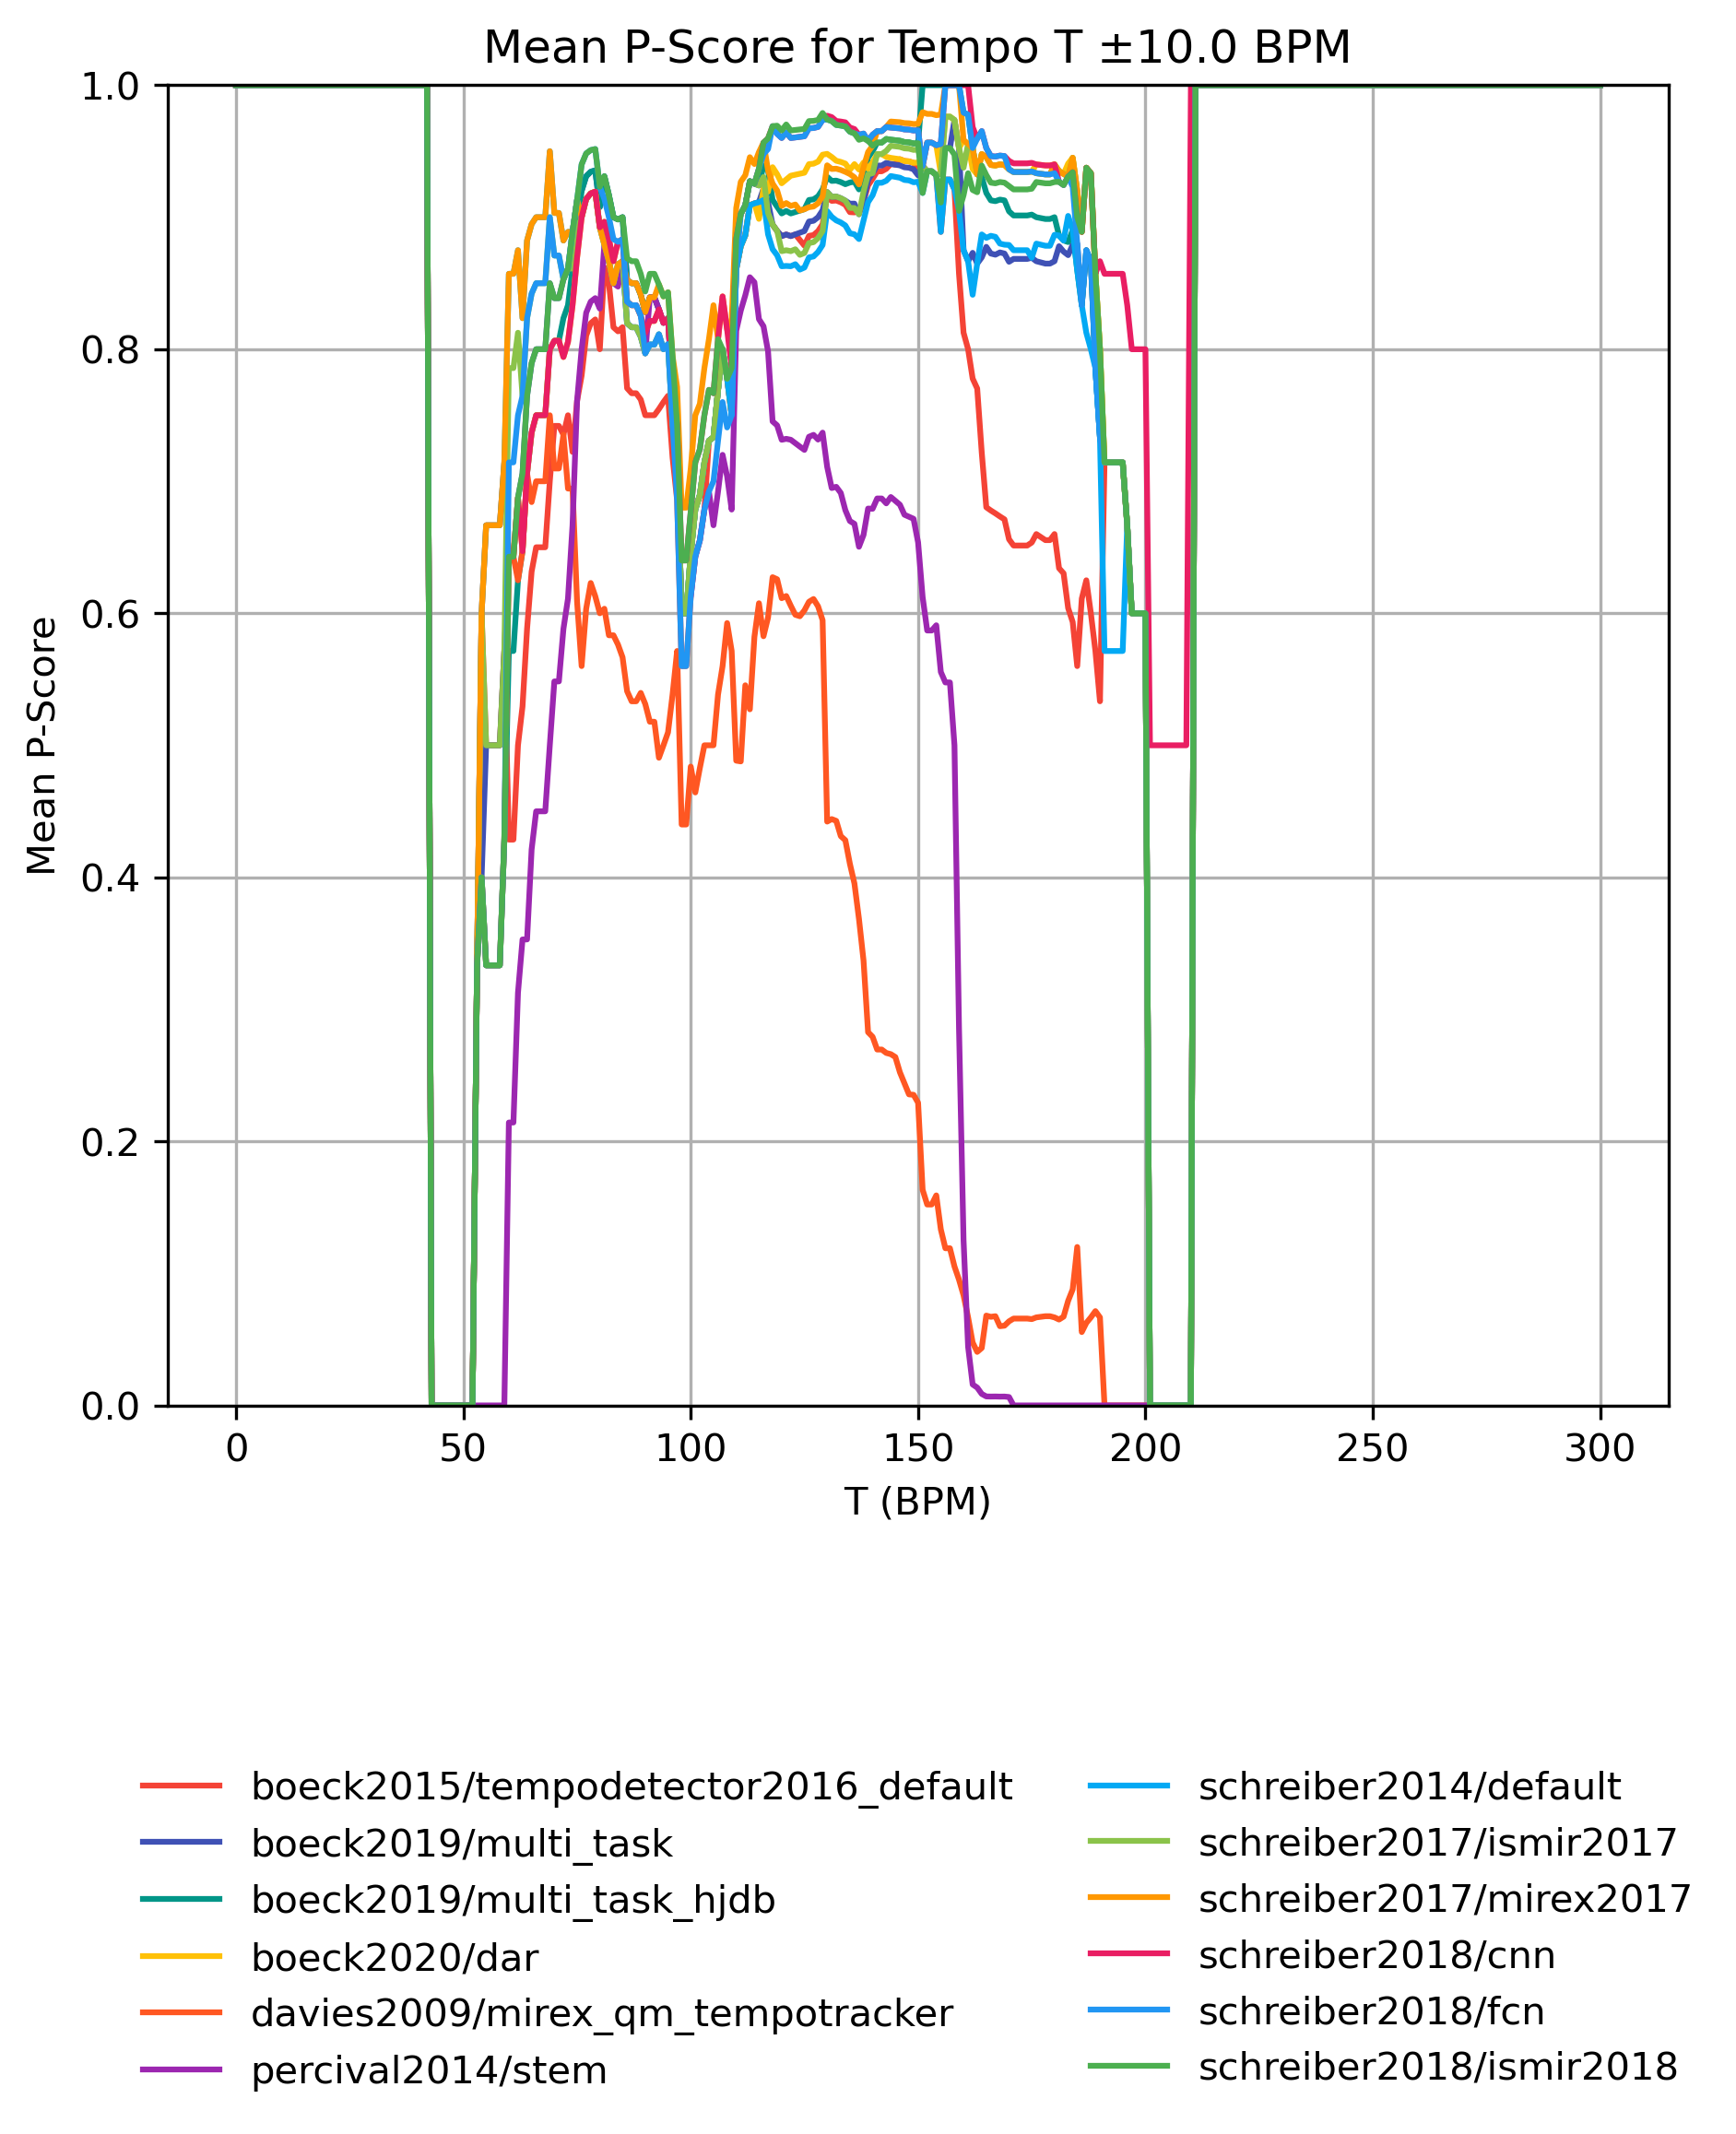 Mean P-Score for Tempo T ±10.0 BPM
1.0
0.8
0.6
0.4
0.2
0.0
Mean P-Score
0 50 100 150 200 250 300
T (BPM)
boeck2015/tempodetector2016_default
boeck2019/multi_task
boeck2019/multi_task_hjdb
boeck2020/dar
davies2009/mirex_qm_tempotracker
percival2014/stem
schreiber2014/default
schreiber2017/ismir2017
schreiber2017/mirex2017
schreiber2018/cnn
schreiber2018/fcn
schreiber2018/ismir2018